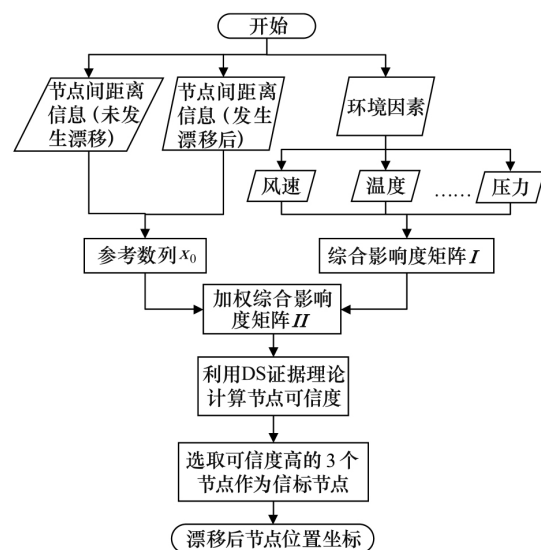 开始
节点间距离
信息(未发
生漂移)
节点间距离
信息(发生
漂移后)
环境因素
风速
温度
……
压力
参考数列x₀
综合影响度矩阵I
加权综合影响
度矩阵II
利用DS证据理论
计算节点可信度
选取可信度高的3个
节点作为信标节点
漂移后节点位置坐标